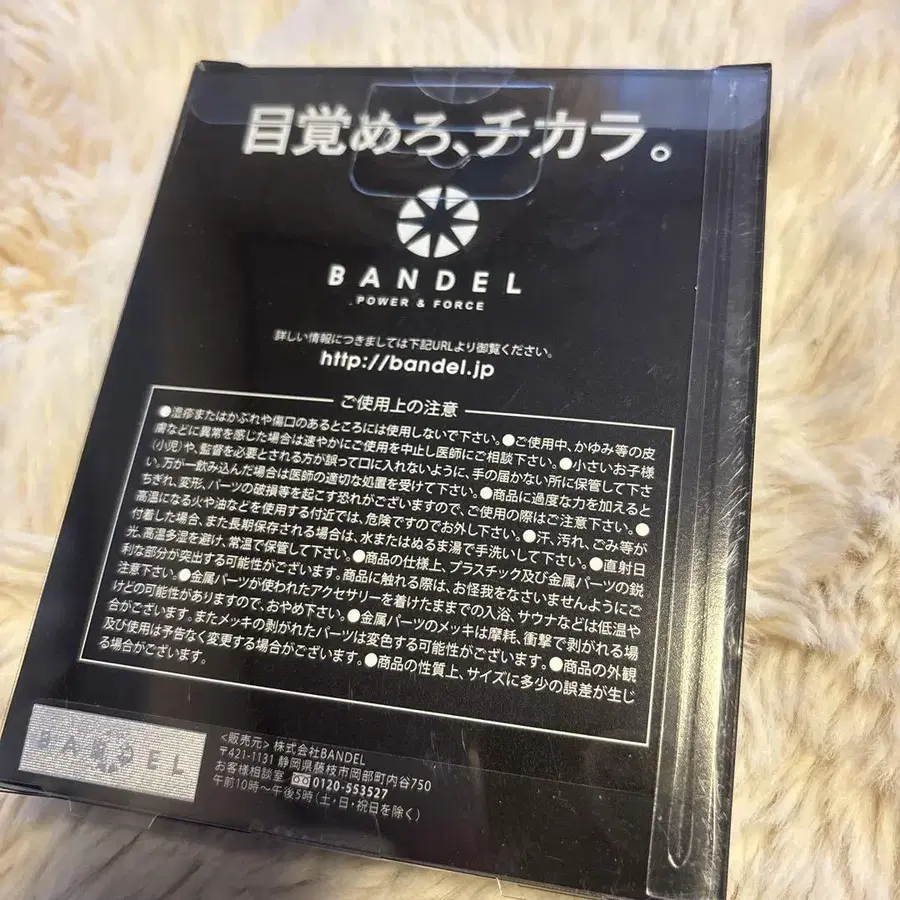 目覚めろ、チカラ。
BANDEL
POWER & FORCE
詳しい情報につきましては下記URLより御覧ください。
http://bandel.jp
ご使用上の注意
●湿疹またはかぶれや傷口のあるところには使用しないで下さい。●ご使用中、かゆみ等の皮
膚などに異常を感じた場合は速やかにご使用を中止し医師にご相談下さい。●小さいお子様
(小児)や、監督を必要とされる方が誤って口に入れないように、手の届かない所に保管して下さ
い。万が一飲み込んだ場合は医師の適切な処置を受けて下さい。●商品に過度な力を加えると
ちぎれ、変形、パーツの破損等を起こす恐れがございますので、ご使用の際はご注意下さい。●
高温になる火や油などを使用する付近では、危険ですのでお外し下さい。●汗、汚れ、ごみ等が
付着した場合、また長期保存される場合は、水またはぬるま湯で手洗いして下さい。●直射日
光、高温多湿を避け、常温で保管して下さい。●商品の仕様上、プラスチック及び金属パーツの鋭
利な部分が突出する可能性がございます。商品に触れる際は、お怪我をなさいませんようにご
注意下さい。●金属パーツが使われたアクセサリーを着けたままでの入浴、サウナなどは低温や
けどの可能性がありますので、おやめ下さい。●金属パーツのメッキは摩耗、衝撃で剥がれる場
合がございます。またメッキの剥がれたパーツは変色する可能性がございます。●商品の外観
及び使用は予告なく変更する場合がございます。●商品の性質上、サイズに多少の誤差が生じ
る場合がございます。
BANDEL
<販売元> 株式会社BANDEL
〒421-1131 静岡県藤枝市岡部町内谷750
お客様相談室 0120-553527
午前10時〜午後5時(土・日・祝日を除く)